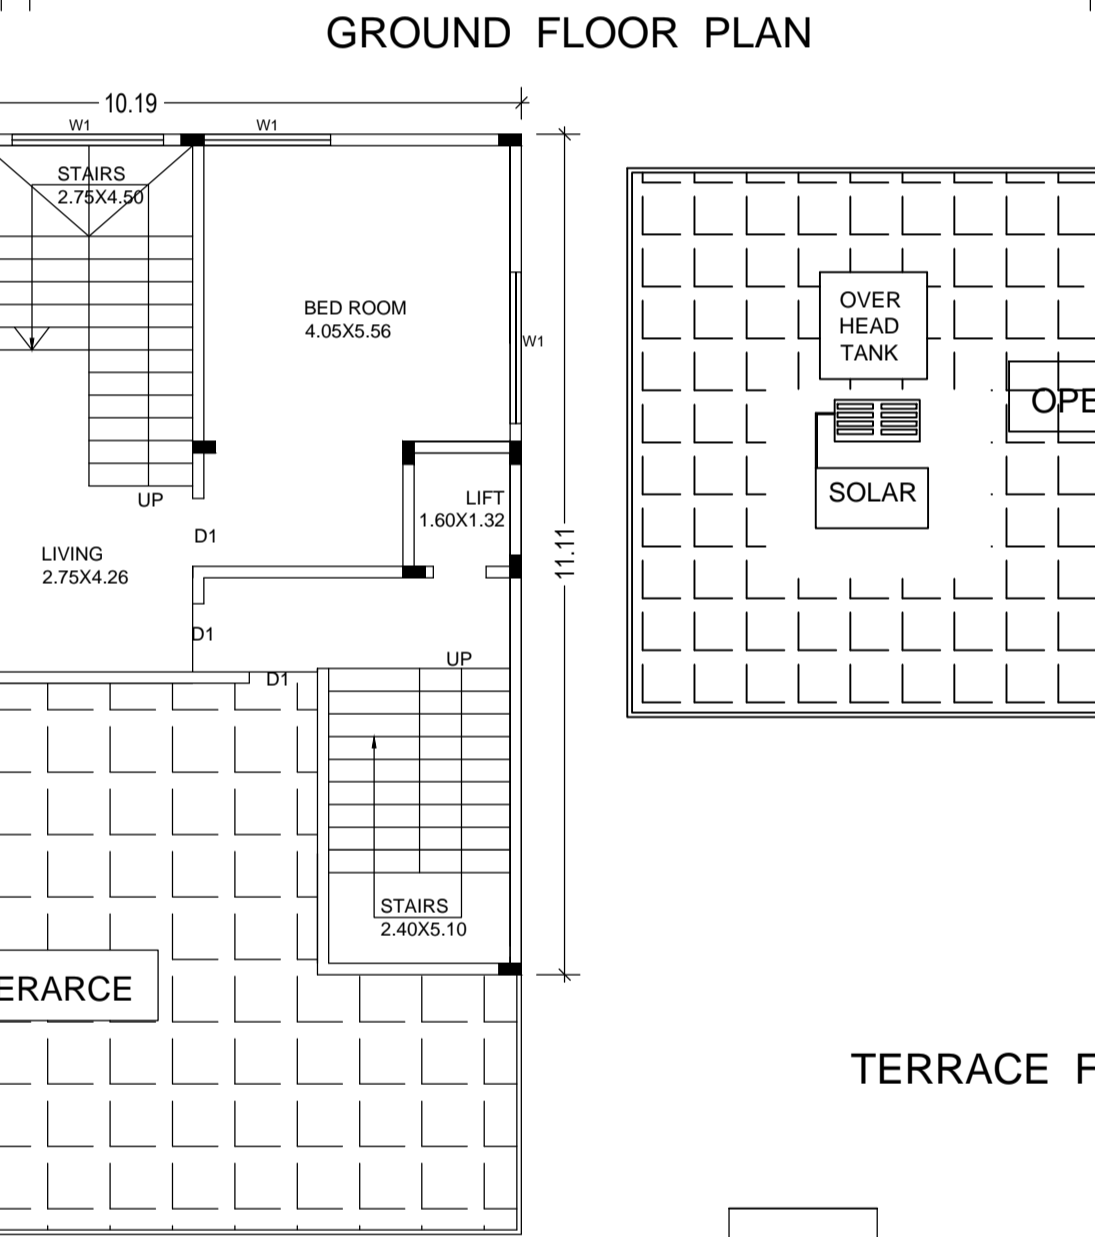 GROUND FLOOR PLAN
10.19
W1
W1
STAIRS
2.75X4.50
BED ROOM
4.05X5.56
W1
OVER
HEAD
TANK
OPE
SOLAR
UP
LIFT
1.60X1.32
D1
LIVING
2.75X4.26
11.11
D1
UP
D1
STAIRS
2.40X5.10
ERARCE
TERRACE F